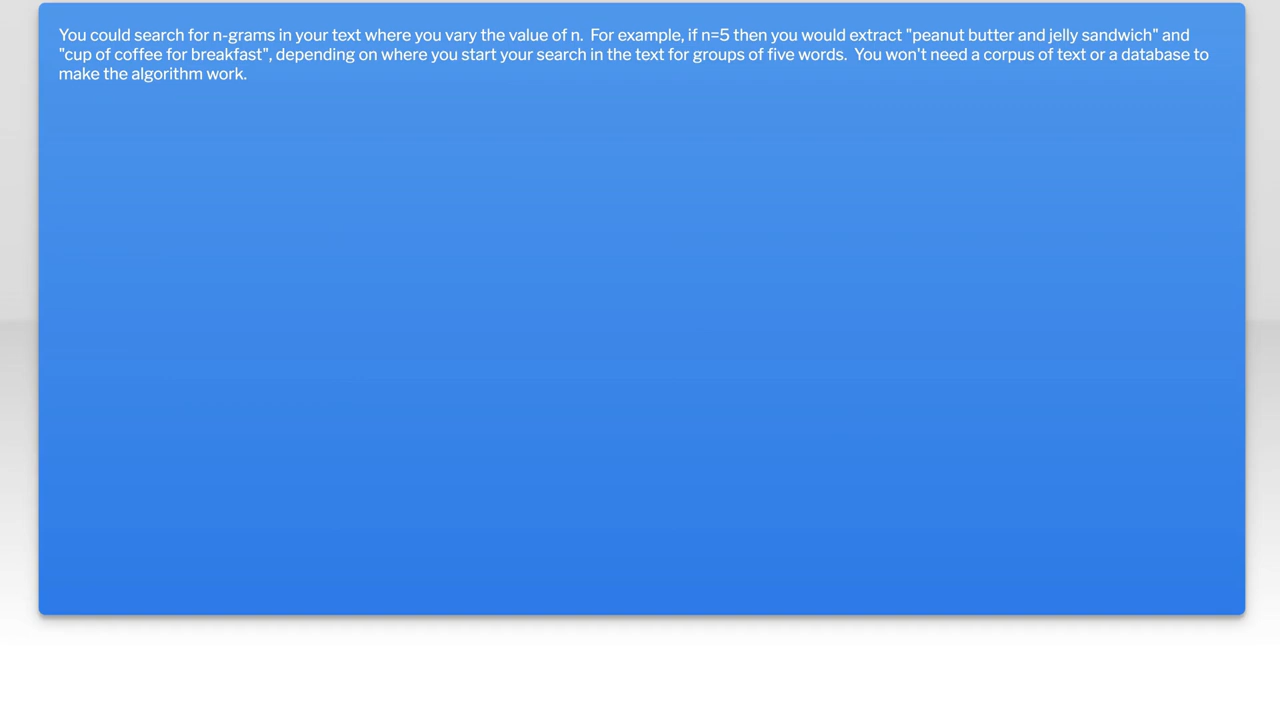 You could search for n-grams in your text where you vary the value of n.  For example, if n=5 then you would extract "peanut butter and jelly sandwich" and
"cup of coffee for breakfast", depending on where you start your search in the text for groups of five words.  You won't need a corpus of text or a database to
make the algorithm work.